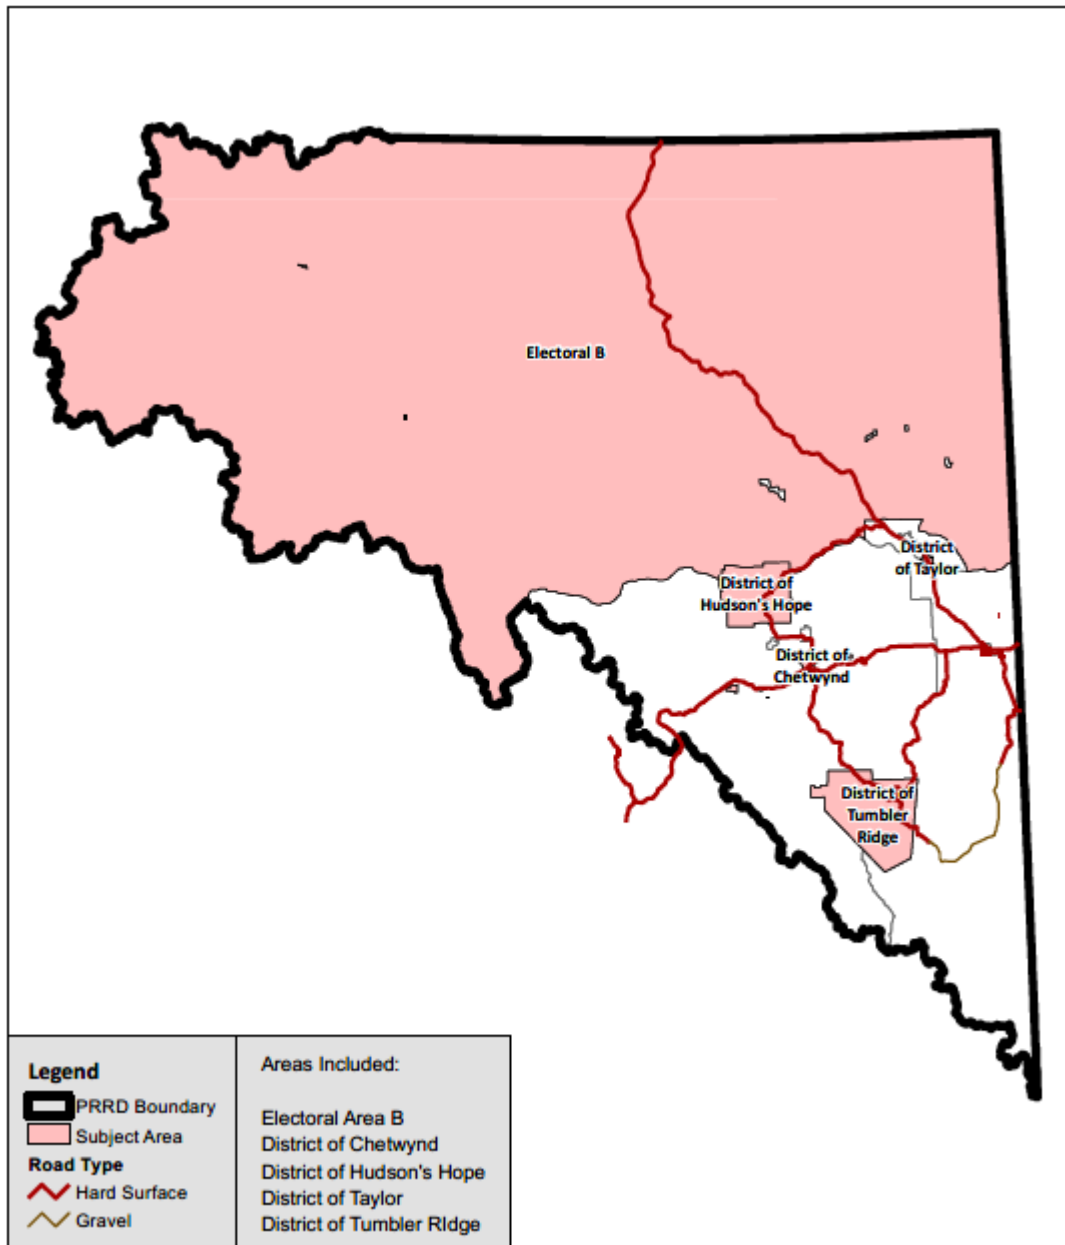 Electoral B
District
of Taylor
District of
Hudson's Hope
District of
Chetwynd
District of
Tumbler
Ridge
Legend
PRRD Boundary
Subject Area
Road Type
Hard Surface
Gravel
Areas Included:
Electoral Area B
District of Chetwynd
District of Hudson's Hope
District of Taylor
District of Tumbler RIdge